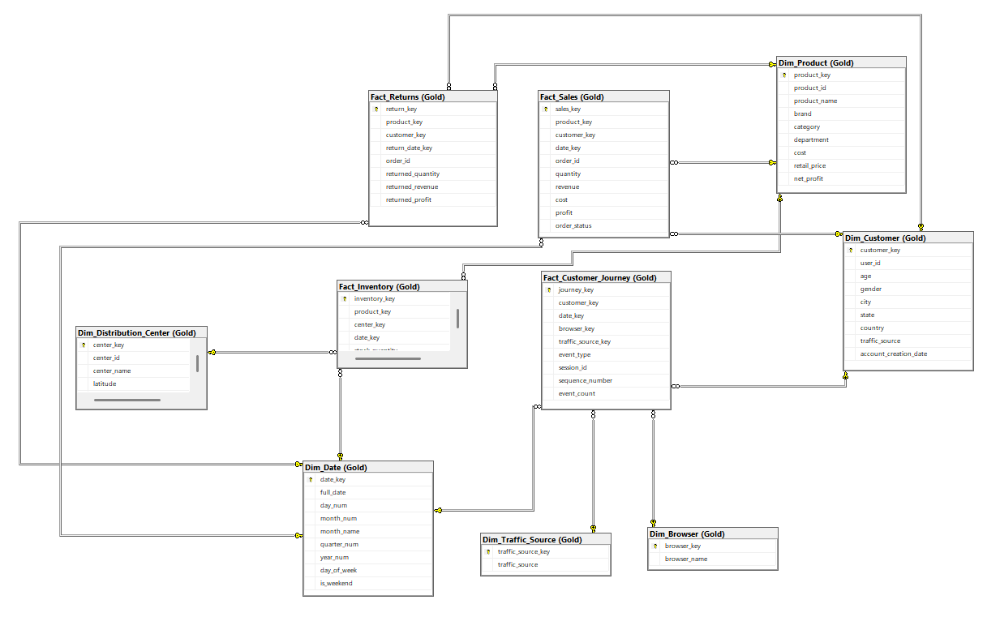 Dim_Product (Gold)
product_key
product_id
product_name
brand
category
department
cost
retail_price
net_profit
Fact_Returns (Gold)
return_key
product_key
customer_key
return_date_key
order_id
returned_quantity
returned_revenue
returned_profit
Fact_Sales (Gold)
sales_key
product_key
customer_key
date_key
order_id
quantity
revenue
cost
profit
order_status
Dim_Customer (Gold)
customer_key
user_id
age
gender
city
state
country
traffic_source
account_creation_date
Fact_Customer_Journey (Gold)
journey_key
customer_key
date_key
browser_key
traffic_source_key
event_type
session_id
sequence_number
event_count
Fact_Inventory (Gold)
inventory_key
product_key
center_key
date_key
Dim_Distribution_Center (Gold)
center_key
center_id
center_name
latitude
Dim_Date (Gold)
date_key
full_date
day_num
month_num
month_name
quarter_num
year_num
day_of_week
is_weekend
Dim_Traffic_Source (Gold)
traffic_source_key
traffic_source
Dim_Browser (Gold)
browser_key
browser_name